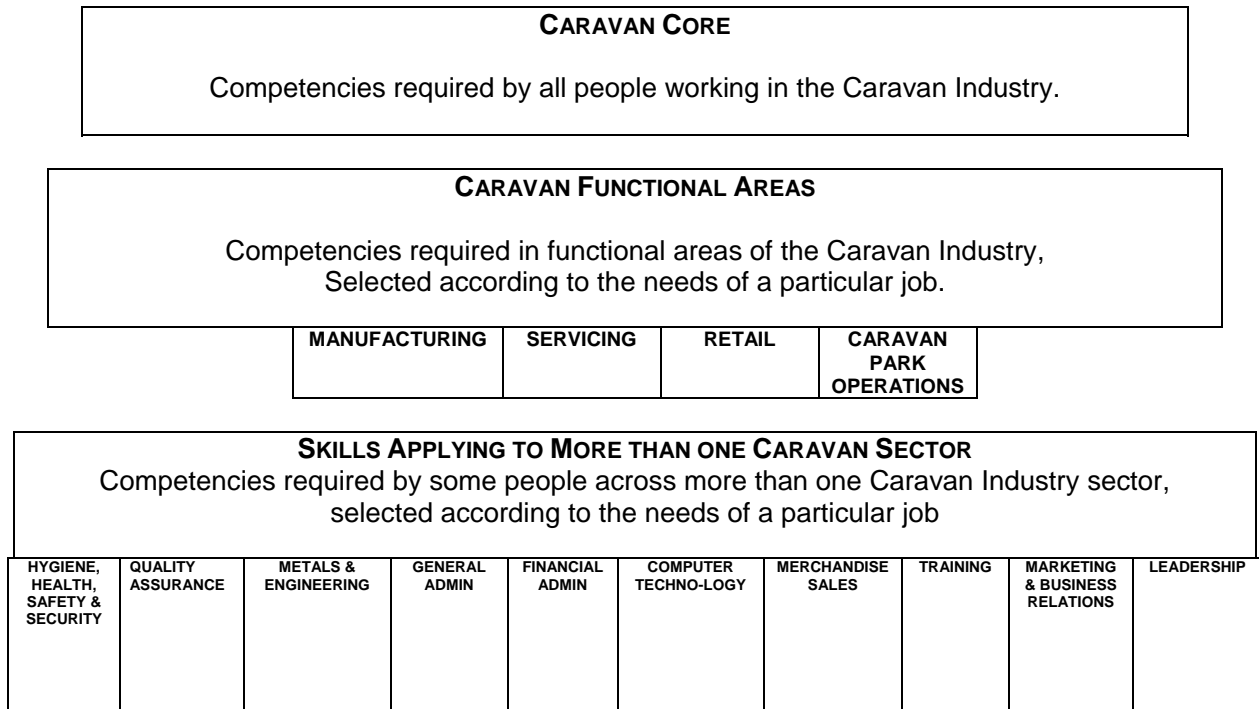 CARAVAN CORE
Competencies required by all people working in the Caravan Industry.
CARAVAN FUNCTIONAL AREAS
Competencies required in functional areas of the Caravan Industry,
Selected according to the needs of a particular job.
MANUFACTURING
SERVICING
RETAIL
CARAVAN
PARK
OPERATIONS
SKILLS APPLYING TO MORE THAN ONE CARAVAN SECTOR
Competencies required by some people across more than one Caravan Industry sector,
selected according to the needs of a particular job
HYGIENE,
HEALTH,
SAFETY &
SECURITY
QUALITY
ASSURANCE
METALS &
ENGINEERING
GENERAL
ADMIN
FINANCIAL
ADMIN
COMPUTER
TECHNO-LOGY
MERCHANDISE
SALES
TRAINING
MARKETING
& BUSINESS
RELATIONS
LEADERSHIP